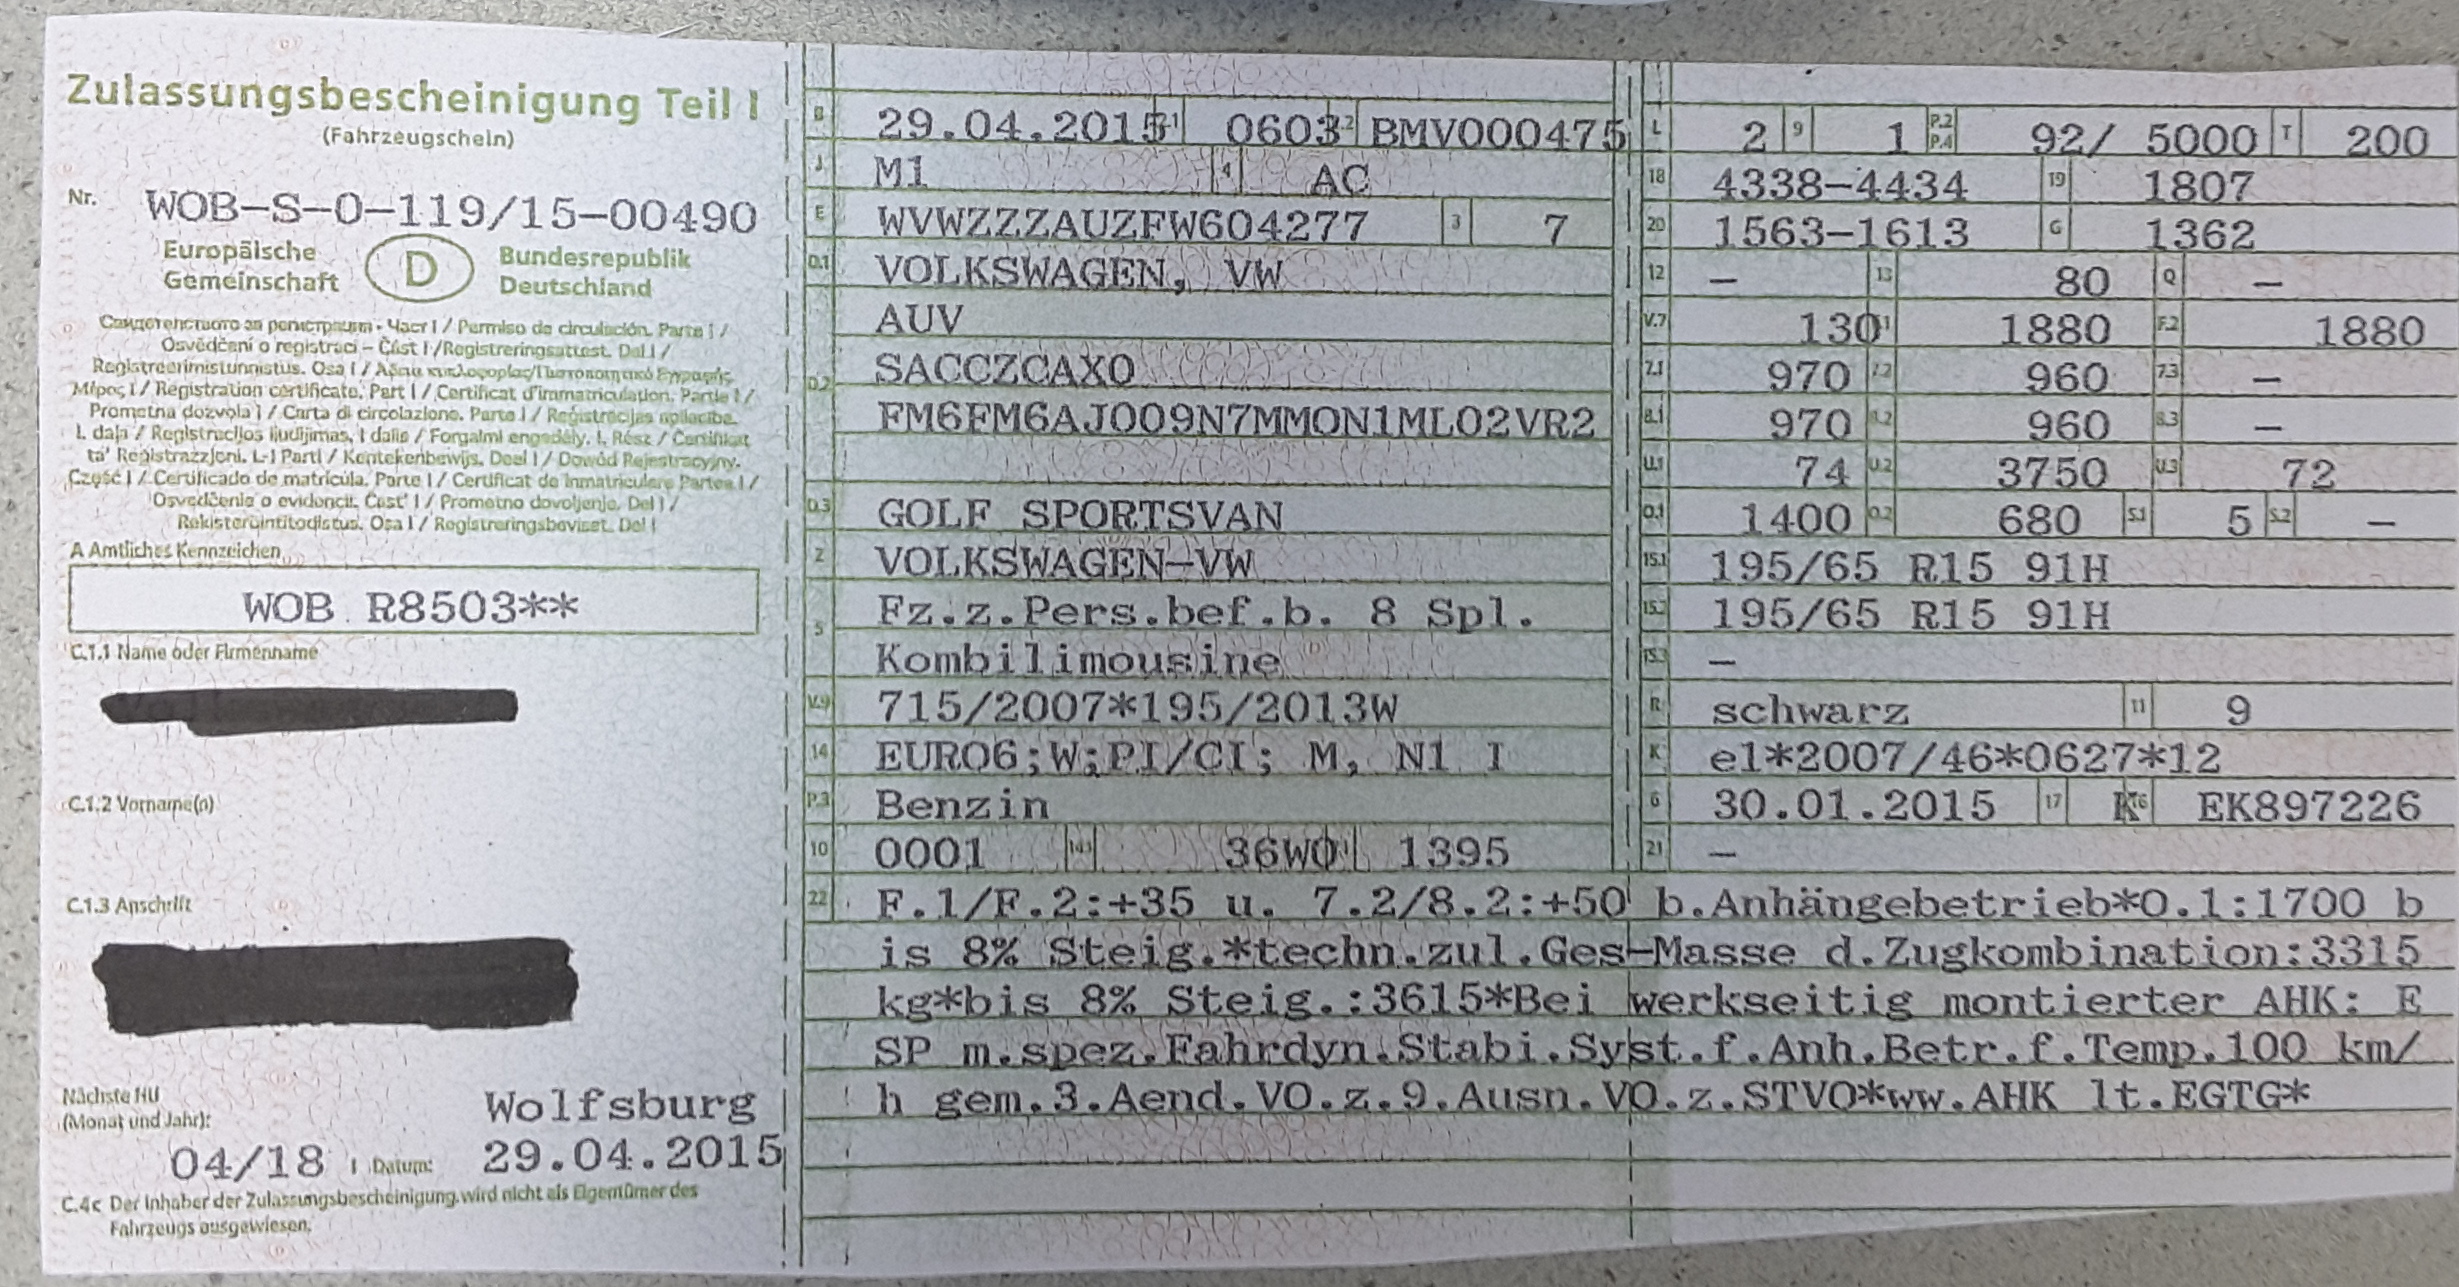 Zulassungsbescheinigung Teil I
(Fahrzeugschein)
Nr. WOB-S-0-119/15-00490
Europäische Gemeinschaft
D
Bundesrepublik Deutschland
Свидетелство за регистрация - Част I / Permiso de circulación. Parte I /
Osvědčení o registraci – Část I / Registreringsattest. Del I /
Registreerimistunnistus. Osa I / Άδεια κυκλοφορίας/Πιστοποιητικό Εγγραφής
Μέρος I / Registration certificate. Part I / Certificat d'immatriculation. Partie I /
Prometna dozvola I / Carta di circolazione. Parte I / Reģistrācijas apliecība.
I. daļa / Registracijos liudijimas. I dalis / Forgalmi engedély. I. Rész / Ċertifikat
ta' Reġistrazzjoni. L-I Parti / Kentekenbewijs. Deel I / Dowód Rejestracyjny.
Część I / Certificado de matrícula. Parte I / Certificat de înmatriculare Partea I /
Osvedčenie o evidencii. Časť I / Prometno dovoljenje. Del I /
Rekisteröintitodistus. Osa I / Registreringsbeviset. Del I
A Amtliches Kennzeichen
WOB R8503**
C.1.1 Name oder Firmenname
C.1.2 Vorname(n)
C.1.3 Anschrift
Nächste HU
(Monat und Jahr):
Wolfsburg
04/18 Datum: 29.04.2015
C.4c Der Inhaber der Zulassungsbescheinigung wird nicht als Eigentümer des
Fahrzeugs ausgewiesen.
B 29.04.2015 2.1 0603 2.2 BMV000475
J M1 4 AC
E WVWZZZAUZFW604277 3 7
D.1 VOLKSWAGEN, VW
AUV
D.2 SACCZCAX0
FM6FM6AJ009N7MMON1ML02VR2
D.3 GOLF SPORTSVAN
2 VOLKSWAGEN-VW
5 Fz.z.Pers.bef.b. 8 Spl.
Kombilimousine
V.9 715/2007*195/2013W
14 EURO6;W;PI/CI; M, N1 I
P.3 Benzin
10 0001 14.1 36W0 P.1 1395
L 2 9 1 P.2 P.4 92/ 5000 T 200
18 4338-4434 19 1807
20 1563-1613 G 1362
12 – 13 80 Q –
V.7 130 F.1 1880 F.2 1880
7.1 970 7.2 960 7.3 –
8.1 970 8.2 960 8.3 –
U.1 74 U.2 3750 U.3 72
O.1 1400 O.2 680 S.1 5 S.2 –
15.1 195/65 R15 91H
15.2 195/65 R15 91H
15.3 –
R schwarz 11 9
K e1*2007/46*0627*12
6 30.01.2015 17 K 16 EK897226
21 –
22 F.1/F.2:+35 u. 7.2/8.2:+50 b.Anhängebetrieb*O.1:1700 b
is 8% Steig.*techn.zul.Ges-Masse d.Zugkombination:3315
kg*bis 8% Steig.:3615*Bei werkseitig montierter AHK: E
SP m.spez.Fahrdyn.Stabi.Syst.f.Anh.Betr.f.Temp.100 km/
h gem.3.Aend.VO.z.9.Ausn.VO.z.STVO*ww.AHK lt.EGTG*